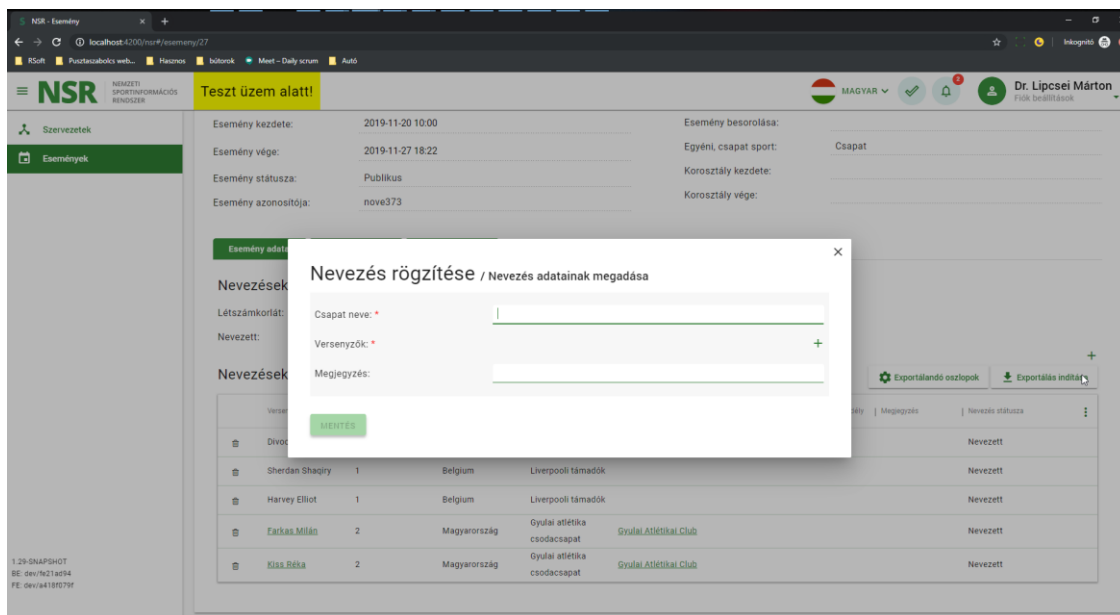 NSR - Esemény
localhost:4200/nsr#/esemeny/27
Inkognitó
RSoft Pusztaszabolcs web... Hasznos bútorok Meet – Daily scrum Autó
NSR NEMZETI SPORTINFORMÁCIÓS RENDSZER
Teszt üzem alatt!
MAGYAR
2
Dr. Lipcsei Márton
Fiók beállítások
Szervezetek
Események
Esemény kezdete: 2019-11-20 10:00
Esemény besorolása:
Esemény vége: 2019-11-27 18:22
Egyéni, csapat sport: Csapat
Esemény státusza: Publikus
Korosztály kezdete:
Esemény azonosítója: nove373
Korosztály vége:
Esemény adata
Nevezések
Létszámkorlát:
Nevezett:
Nevezés rögzítése / Nevezés adatainak megadása
Csapat neve: *
Versenyzők: *
Megjegyzés:
MENTÉS
Nevezések
Exportálandó oszlopok
Exportálás indítása
Megjegyzés Nevezés státusza
Nevezett
Sherdan Shaqiry 1 Belgium Liverpooli támadók Nevezett
Harvey Elliot 1 Belgium Liverpooli támadók Nevezett
Farkas Milán 2 Magyarország Gyulai atlétika csodacsapat Gyulai Atlétikai Club Nevezett
Kiss Réka 2 Magyarország Gyulai atlétika csodacsapat Gyulai Atlétikai Club Nevezett
1.29-SNAPSHOT
BE: dev/fe21ad94
FE: dev/a418f079f